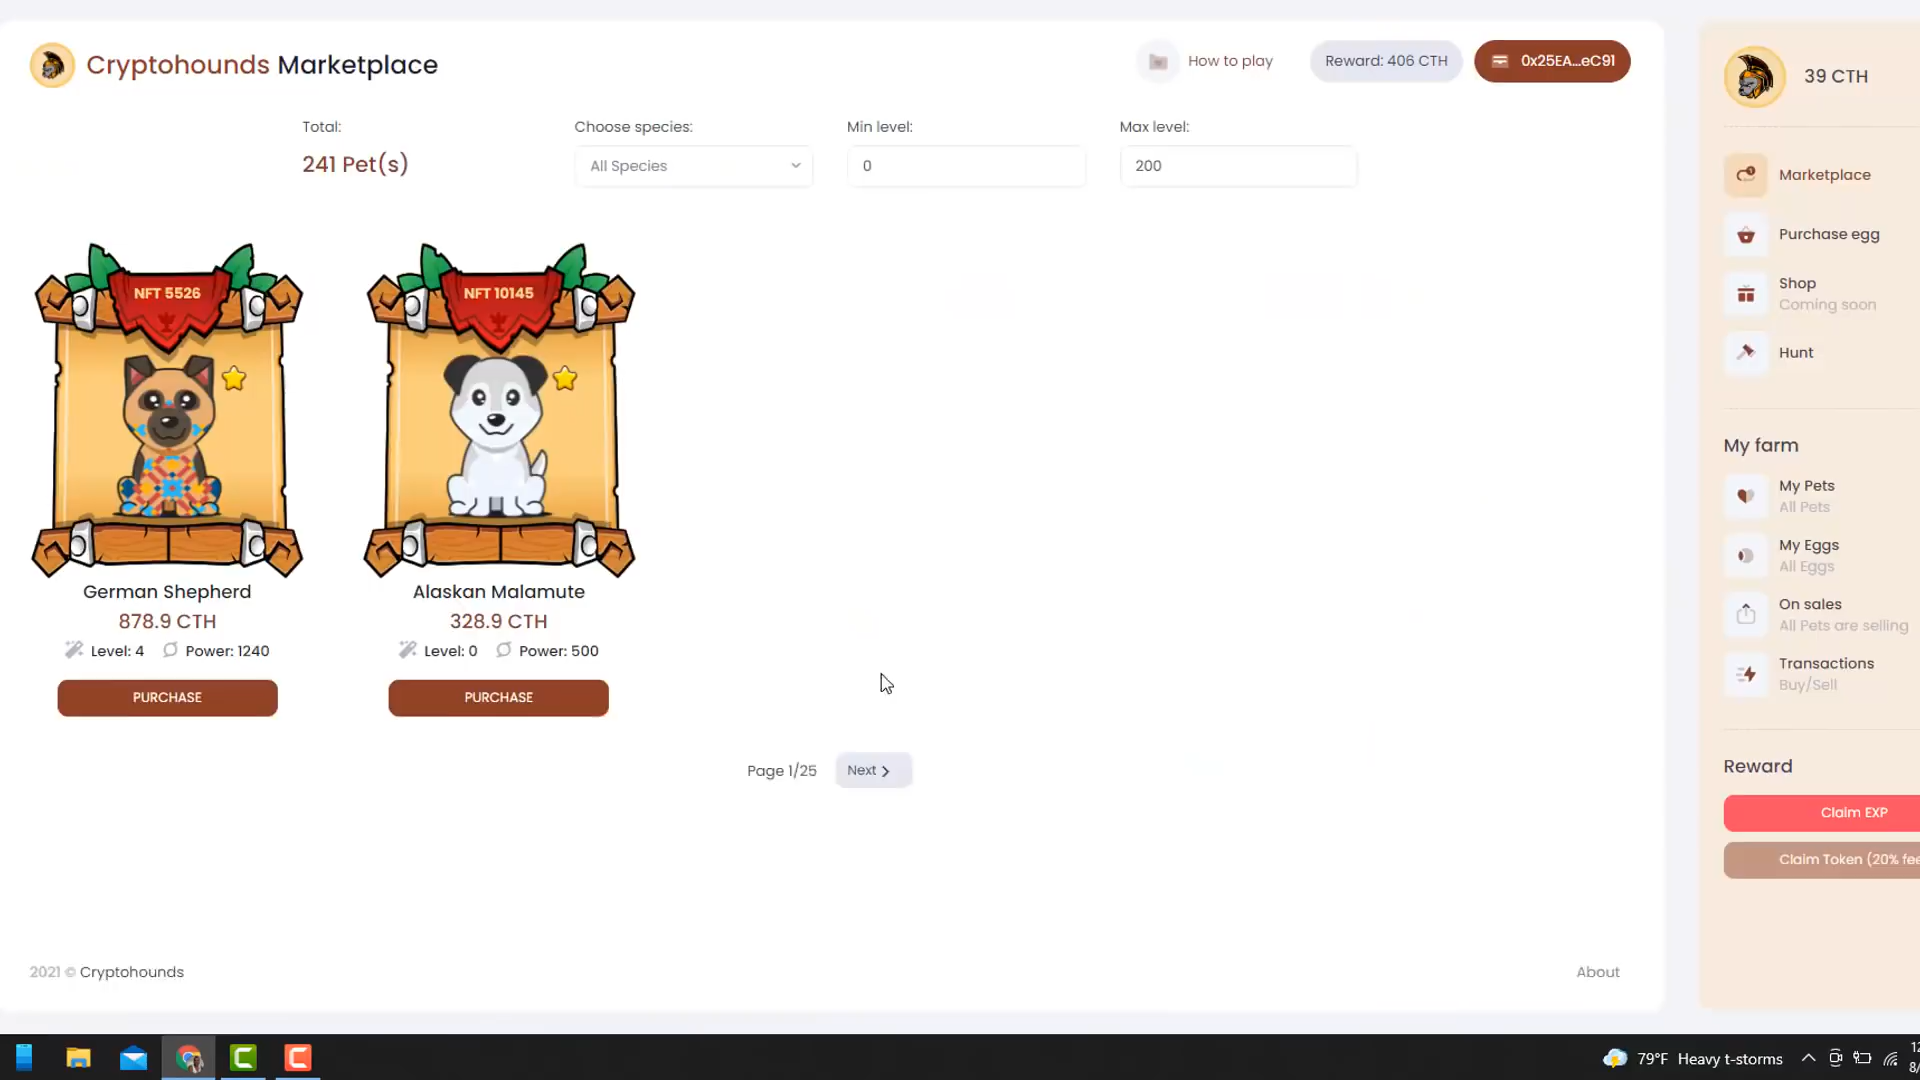 Cryptohounds Marketplace
How to play
Reward: 406 CTH
0x25EA...eC91
39 CTH
Total:
241 Pet(s)
Choose species:
All Species
Min level:
0
Max level:
200
Marketplace
Purchase egg
Shop
Coming soon
Hunt
NFT 5526
German Shepherd
878.9 CTH
Level: 4
Power: 1240
PURCHASE
NFT 10145
Alaskan Malamute
328.9 CTH
Level: 0
Power: 500
PURCHASE
Page 1/25
Next
My farm
My Pets
All Pets
My Eggs
All Eggs
On sales
All Pets are selling
Transactions
Buy/Sell
Reward
Claim EXP
Claim Token (20% fee
2021 © Cryptohounds
About
79°F Heavy t-storms